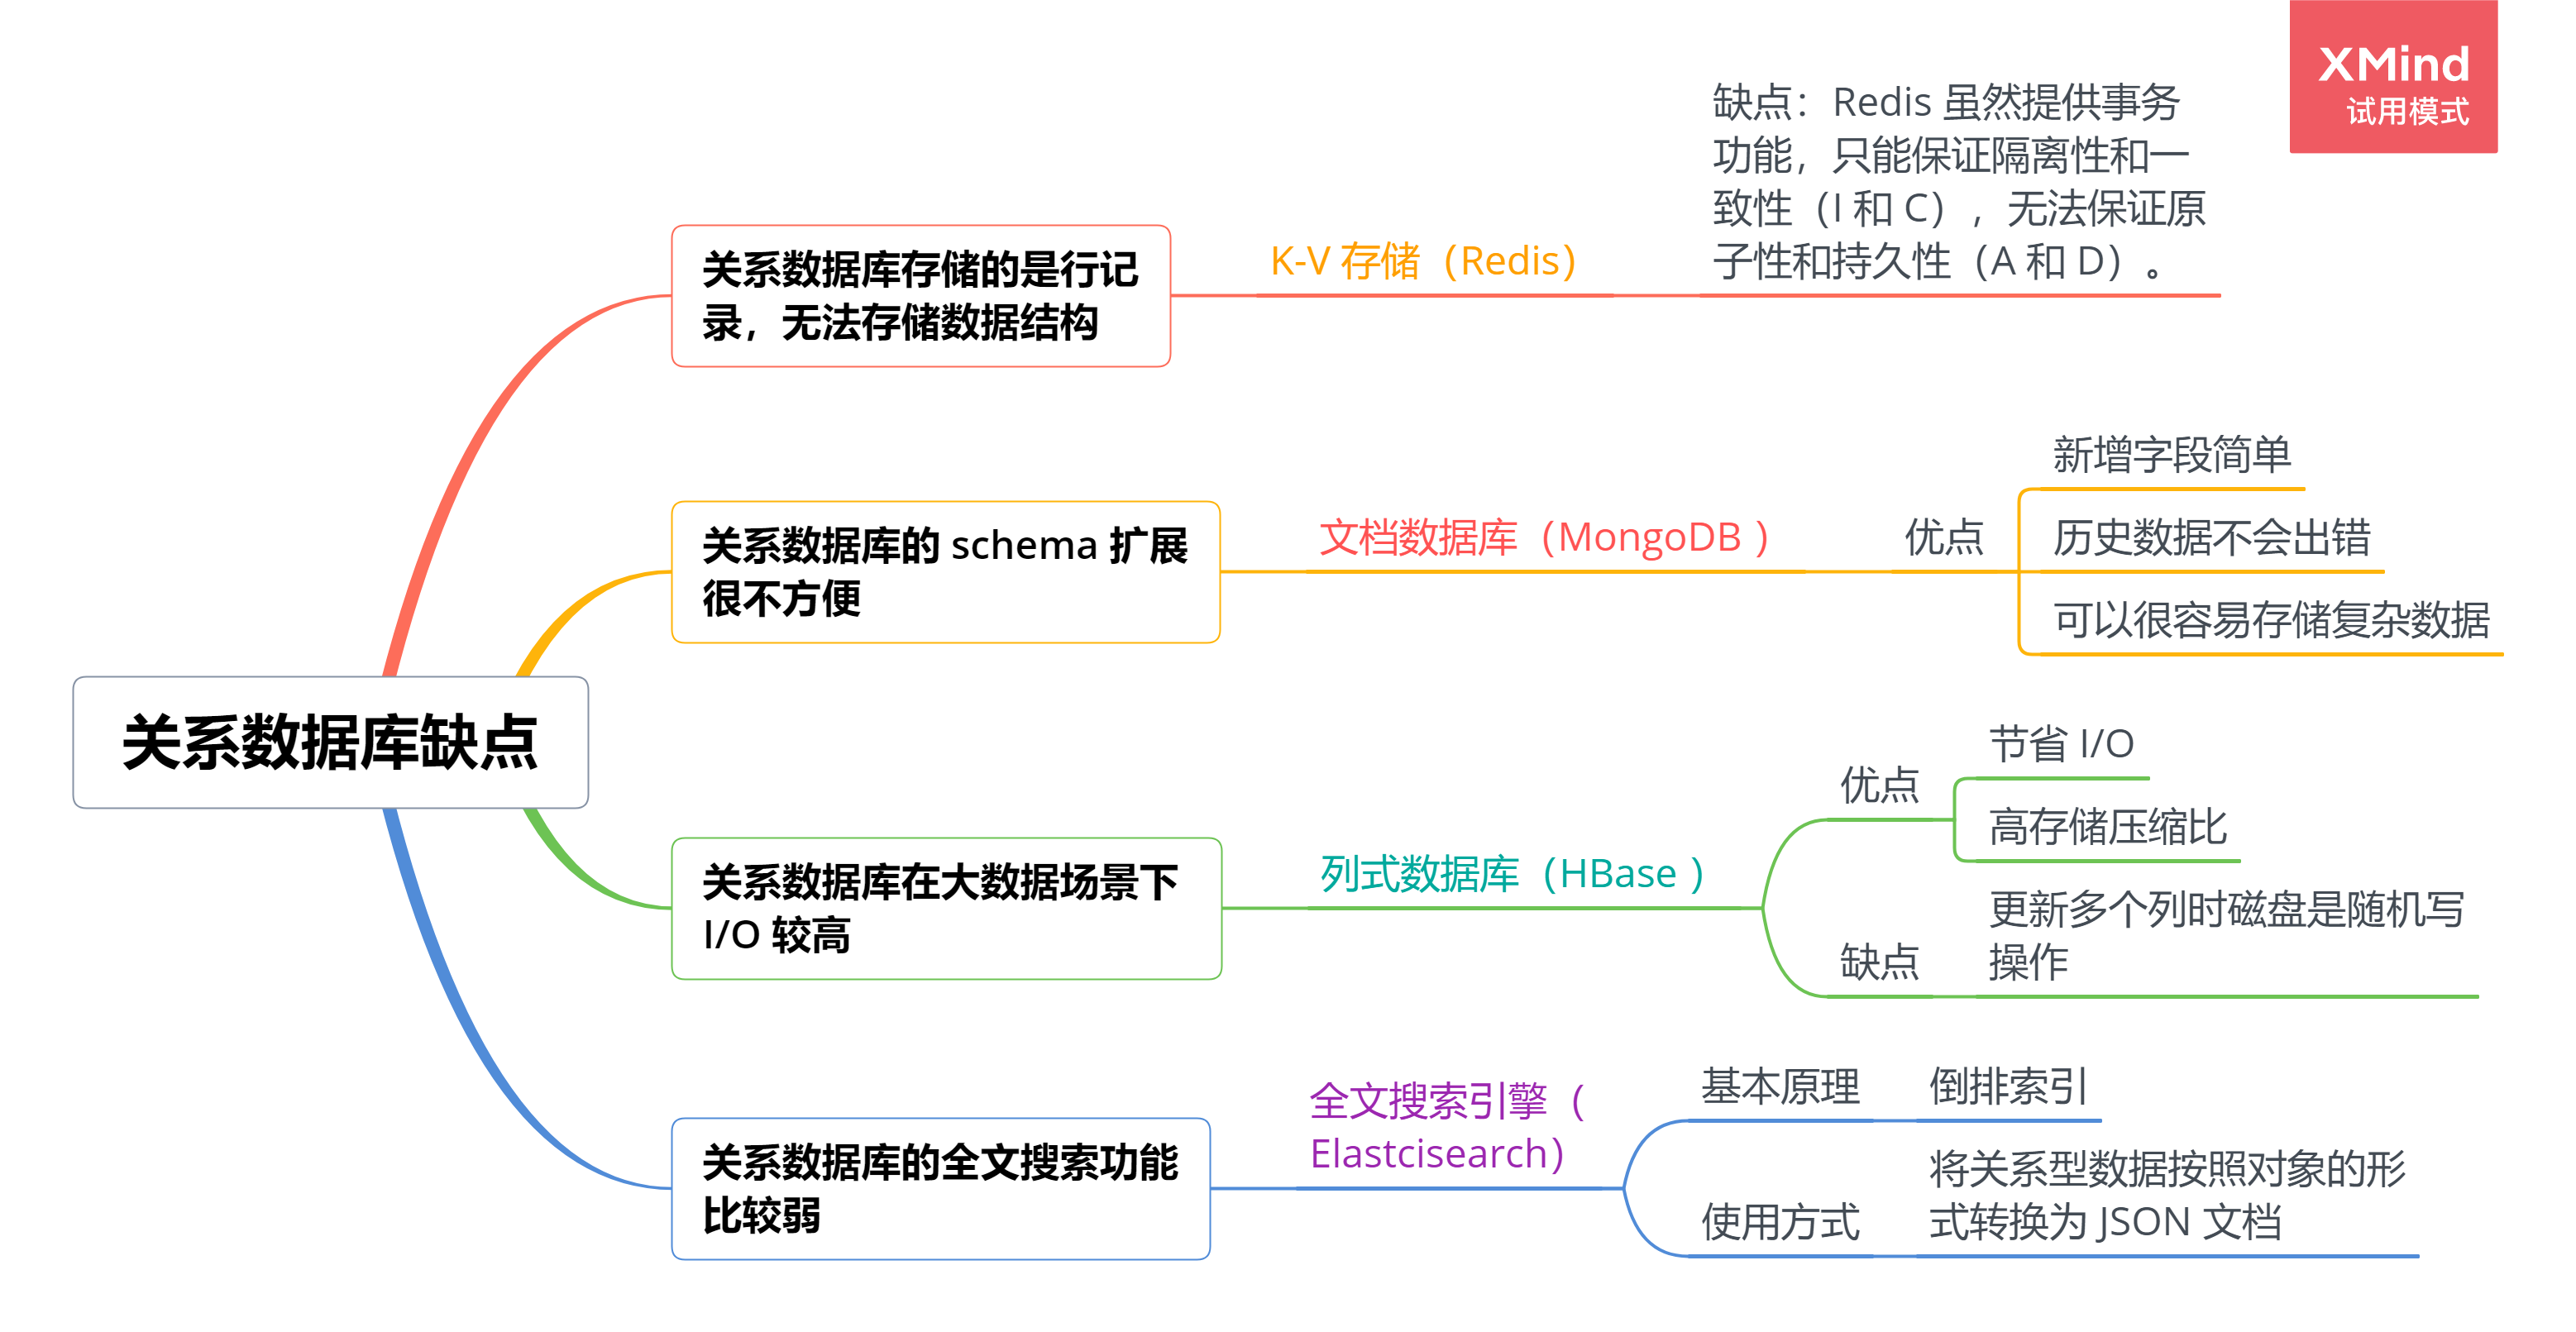 XMind
试用模式
关系数据库缺点
关系数据库存储的是行记
录，无法存储数据结构
K-V 存储（Redis）
缺点：Redis 虽然提供事务
功能，只能保证隔离性和一
致性（I 和 C），无法保证原
子性和持久性（A 和 D）。
关系数据库的 schema 扩展
很不方便
文档数据库（MongoDB ）
优点
新增字段简单
历史数据不会出错
可以很容易存储复杂数据
关系数据库在大数据场景下
I/O 较高
列式数据库（HBase ）
优点
节省 I/O
高存储压缩比
缺点
更新多个列时磁盘是随机写
操作
关系数据库的全文搜索功能
比较弱
全文搜索引擎（
Elastcisearch）
基本原理
倒排索引
使用方式
将关系型数据按照对象的形
式转换为 JSON 文档